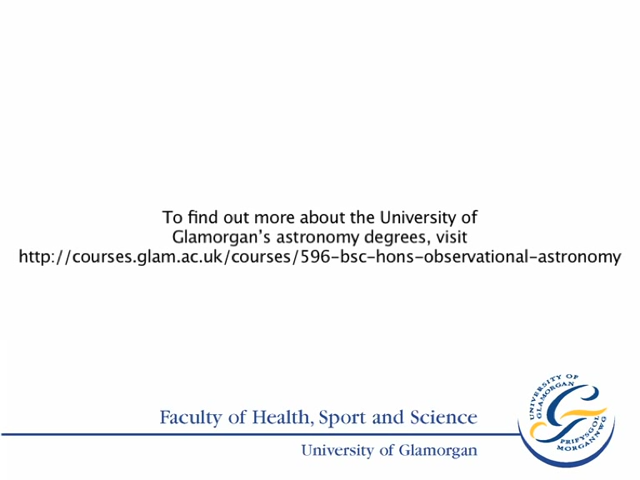 To find out more about the University of
Glamorgan's astronomy degrees, visit
http://courses.glam.ac.uk/courses/596-bsc-hons-observational-astronomy
Faculty of Health, Sport and Science
University of Glamorgan
UNIVERSITY OF
GLAMORGAN
PRIFYSGOL
MORGANNWG